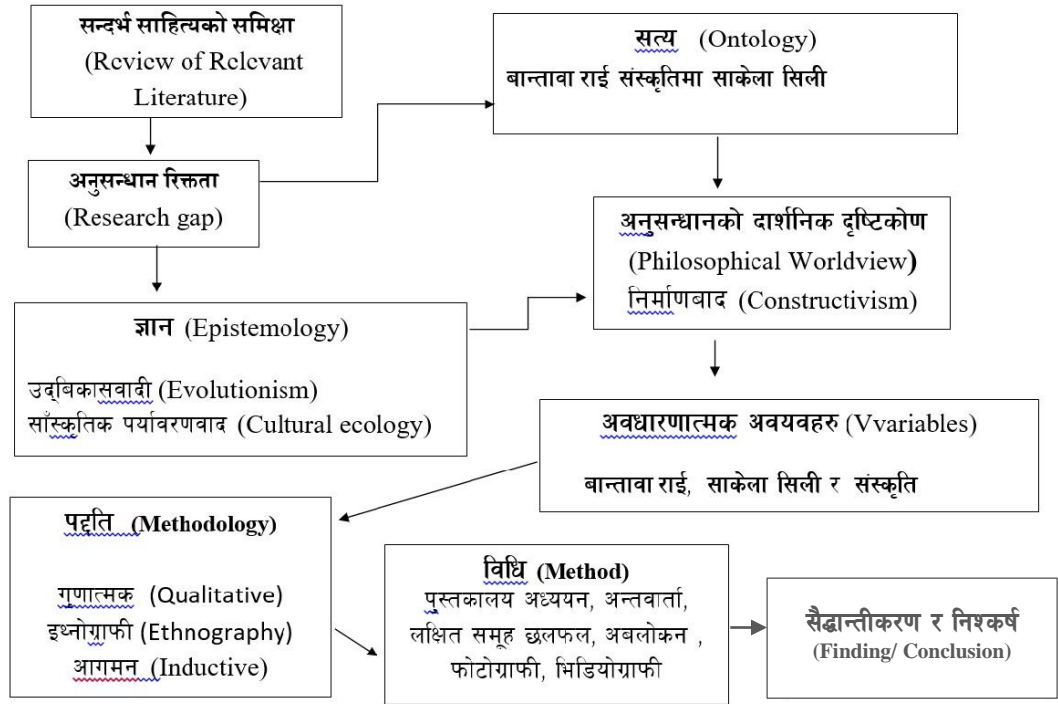 सन्दर्भ साहित्यको समिक्षा
(Review of Relevant
Literature)
सत्य (Ontology)
बान्तावा राई संस्कृतिमा साकेला सिली
अनुसन्धान रिक्तता
(Research gap)
अनुसन्धानको दार्शनिक दृष्टिकोण
(Philosophical Worldview)
निर्माणबाद (Constructivism)
ज्ञान (Epistemology)
उद्बिकासवादी (Evolutionism)
साँस्कृतिक पर्यावरणवाद (Cultural ecology)
अवधारणात्मक अवयवहरु (Vvariables)
बान्तावा राई, साकेला सिली र संस्कृति
पद्दति (Methodology)
गुणात्मक (Qualitative)
इथ्नोग्राफी (Ethnography)
आगमन (Inductive)
विधि (Method)
पुस्तकालय अध्ययन, अन्तवार्ता,
लक्षित समूह छलफल, अबलोकन ,
फोटोग्राफी, भिडियोग्राफी
सैद्धान्तीकरण र निश्कर्ष
(Finding/ Conclusion)